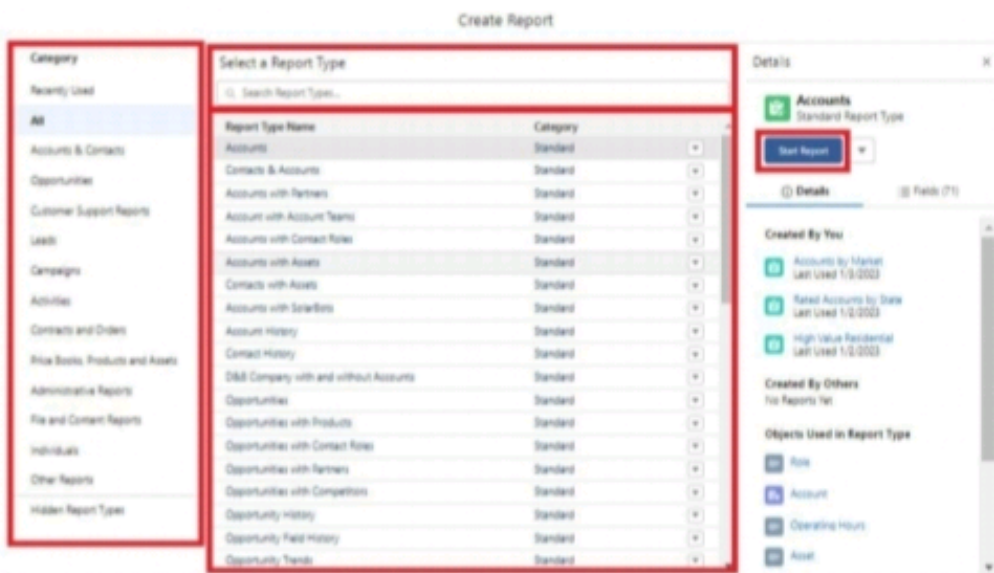 Create Report
Category
Recently Used
All
Accounts & Contacts
Opportunities
Customer Support Reports
Leads
Campaigns
Activities
Contracts and Orders
Price Books, Products and Assets
Administrative Reports
File and Content Reports
Individuals
Other Reports
Hidden Report Types
Select a Report Type
Search Report Types...
Report Type Name Category
Accounts Standard
Contacts & Accounts Standard
Accounts with Partners Standard
Account with Account Teams Standard
Accounts with Contact Roles Standard
Accounts with Assets Standard
Contacts with Assets Standard
Accounts with SolarBots Standard
Account History Standard
Contact History Standard
D&B Company with and without Accounts Standard
Opportunities Standard
Opportunities with Products Standard
Opportunities with Contact Roles Standard
Opportunities with Partners Standard
Opportunities with Competitors Standard
Opportunity History Standard
Opportunity Field History Standard
Opportunity Trends Standard
Details
Accounts
Standard Report Type
Start Report
Details Fields (71)
Created By You
Accounts by Market
Last Used 1/3/2023
Rated Accounts by State
Last Used 1/2/2023
High Value Residential
Last Used 1/2/2023
Created By Others
No Reports Yet
Objects Used in Report Type
Role
Account
Operating Hours
Asset